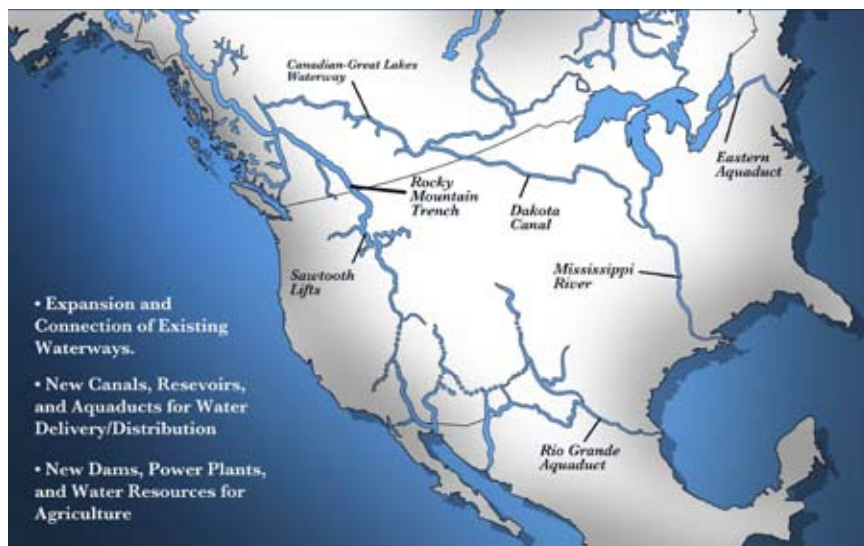 Canadian-Great Lakes
Waterway
Eastern
Aquaduct
Rocky
Mountain
Trench
Dakota
Canal
Sawtooth
Lifts
Mississippi
River
• Expansion and
Connection of Existing
Waterways.
• New Canals, Resevoirs,
and Aquaducts for Water
Delivery/Distribution
• New Dams, Power Plants,
and Water Resources for
Agriculture
Rio Grande
Aquaduct